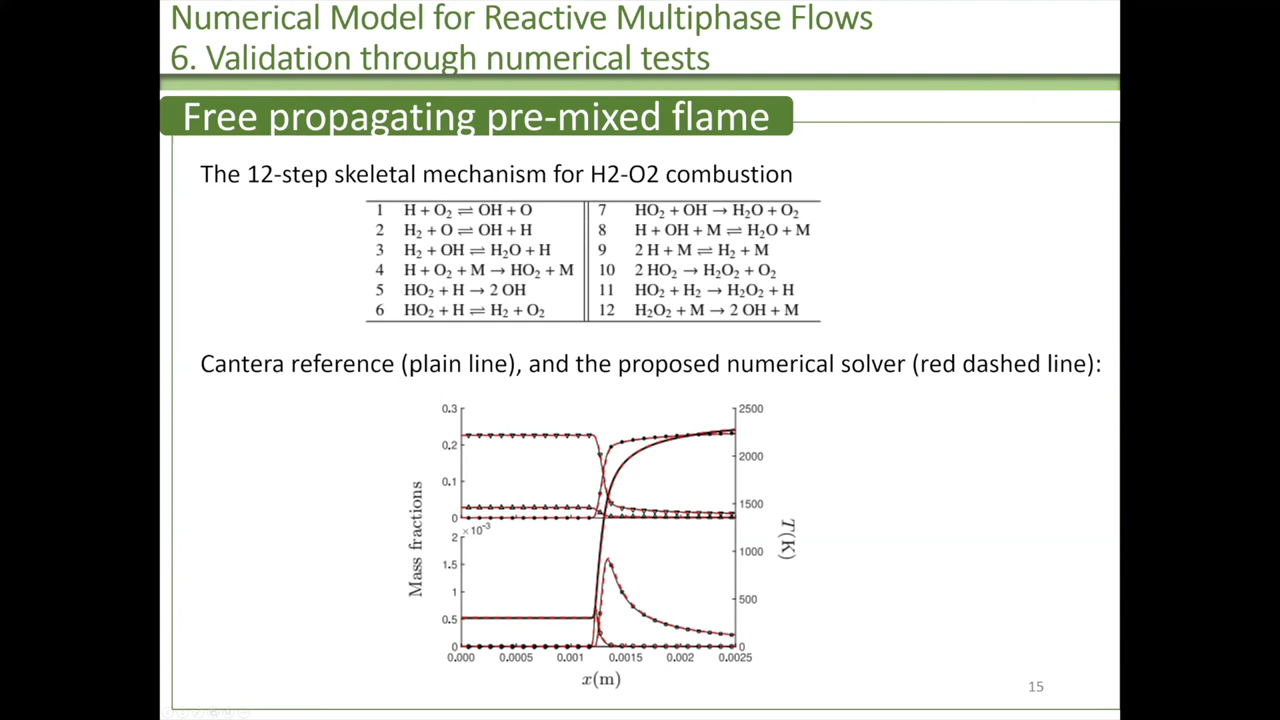 Numerical Model for Reactive Multiphase Flows
6. Validation through numerical tests
Free propagating pre-mixed flame
The 12-step skeletal mechanism for H2-O2 combustion
1 H + O₂ ⇌ OH + O 7 HO₂ + OH → H₂O + O₂
2 H₂ + O ⇌ OH + H 8 H + OH + M ⇌ H₂O + M
3 H₂ + OH ⇌ H₂O + H 9 2 H + M ⇌ H₂ + M
4 H + O₂ + M → HO₂ + M 10 2 HO₂ → H₂O₂ + O₂
5 HO₂ + H → 2 OH 11 HO₂ + H₂ → H₂O₂ + H
6 HO₂ + H ⇌ H₂ + O₂ 12 H₂O₂ + M → 2 OH + M
Cantera reference (plain line), and the proposed numerical solver (red dashed line):
0.3 2500
0.2 2000
0.1 1500
0
×10⁻³
2 1000
1.5
1 500
0.5
0 0
Mass fractions
T(K)
0.000 0.0005 0.001 0.0015 0.002 0.0025
x(m)
15